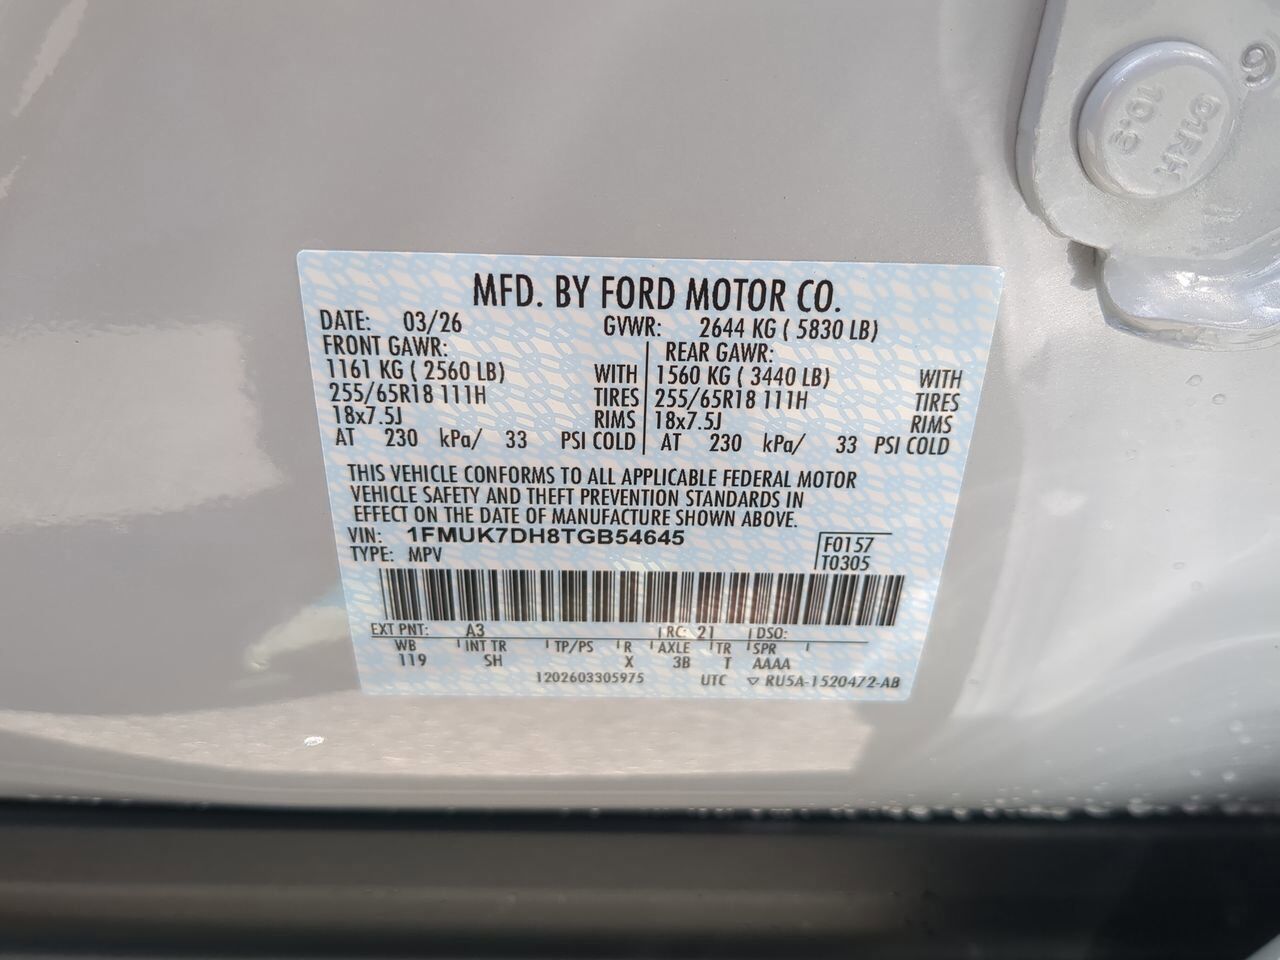 6
D1RH
10.9
MFD. BY FORD MOTOR CO.
DATE: 03/26 GVWR: 2644 KG ( 5830 LB)
FRONT GAWR: REAR GAWR:
1161 KG ( 2560 LB) WITH 1560 KG ( 3440 LB) WITH
255/65R18 111H TIRES 255/65R18 111H TIRES
18x7.5J RIMS 18x7.5J RIMS
AT 230 kPa/ 33 PSI COLD AT 230 kPa/ 33 PSI COLD
THIS VEHICLE CONFORMS TO ALL APPLICABLE FEDERAL MOTOR
VEHICLE SAFETY AND THEFT PREVENTION STANDARDS IN
EFFECT ON THE DATE OF MANUFACTURE SHOWN ABOVE.
VIN: 1FMUK7DH8TGB54645 F0157
TYPE: MPV T0305
EXT PNT: A3 RC: 21 DSO:
WB INT TR TP/PS R AXLE TR SPR
119 SH X 3B T AAAA
1202603305975 UTC ▽ RU5A-1520472-AB